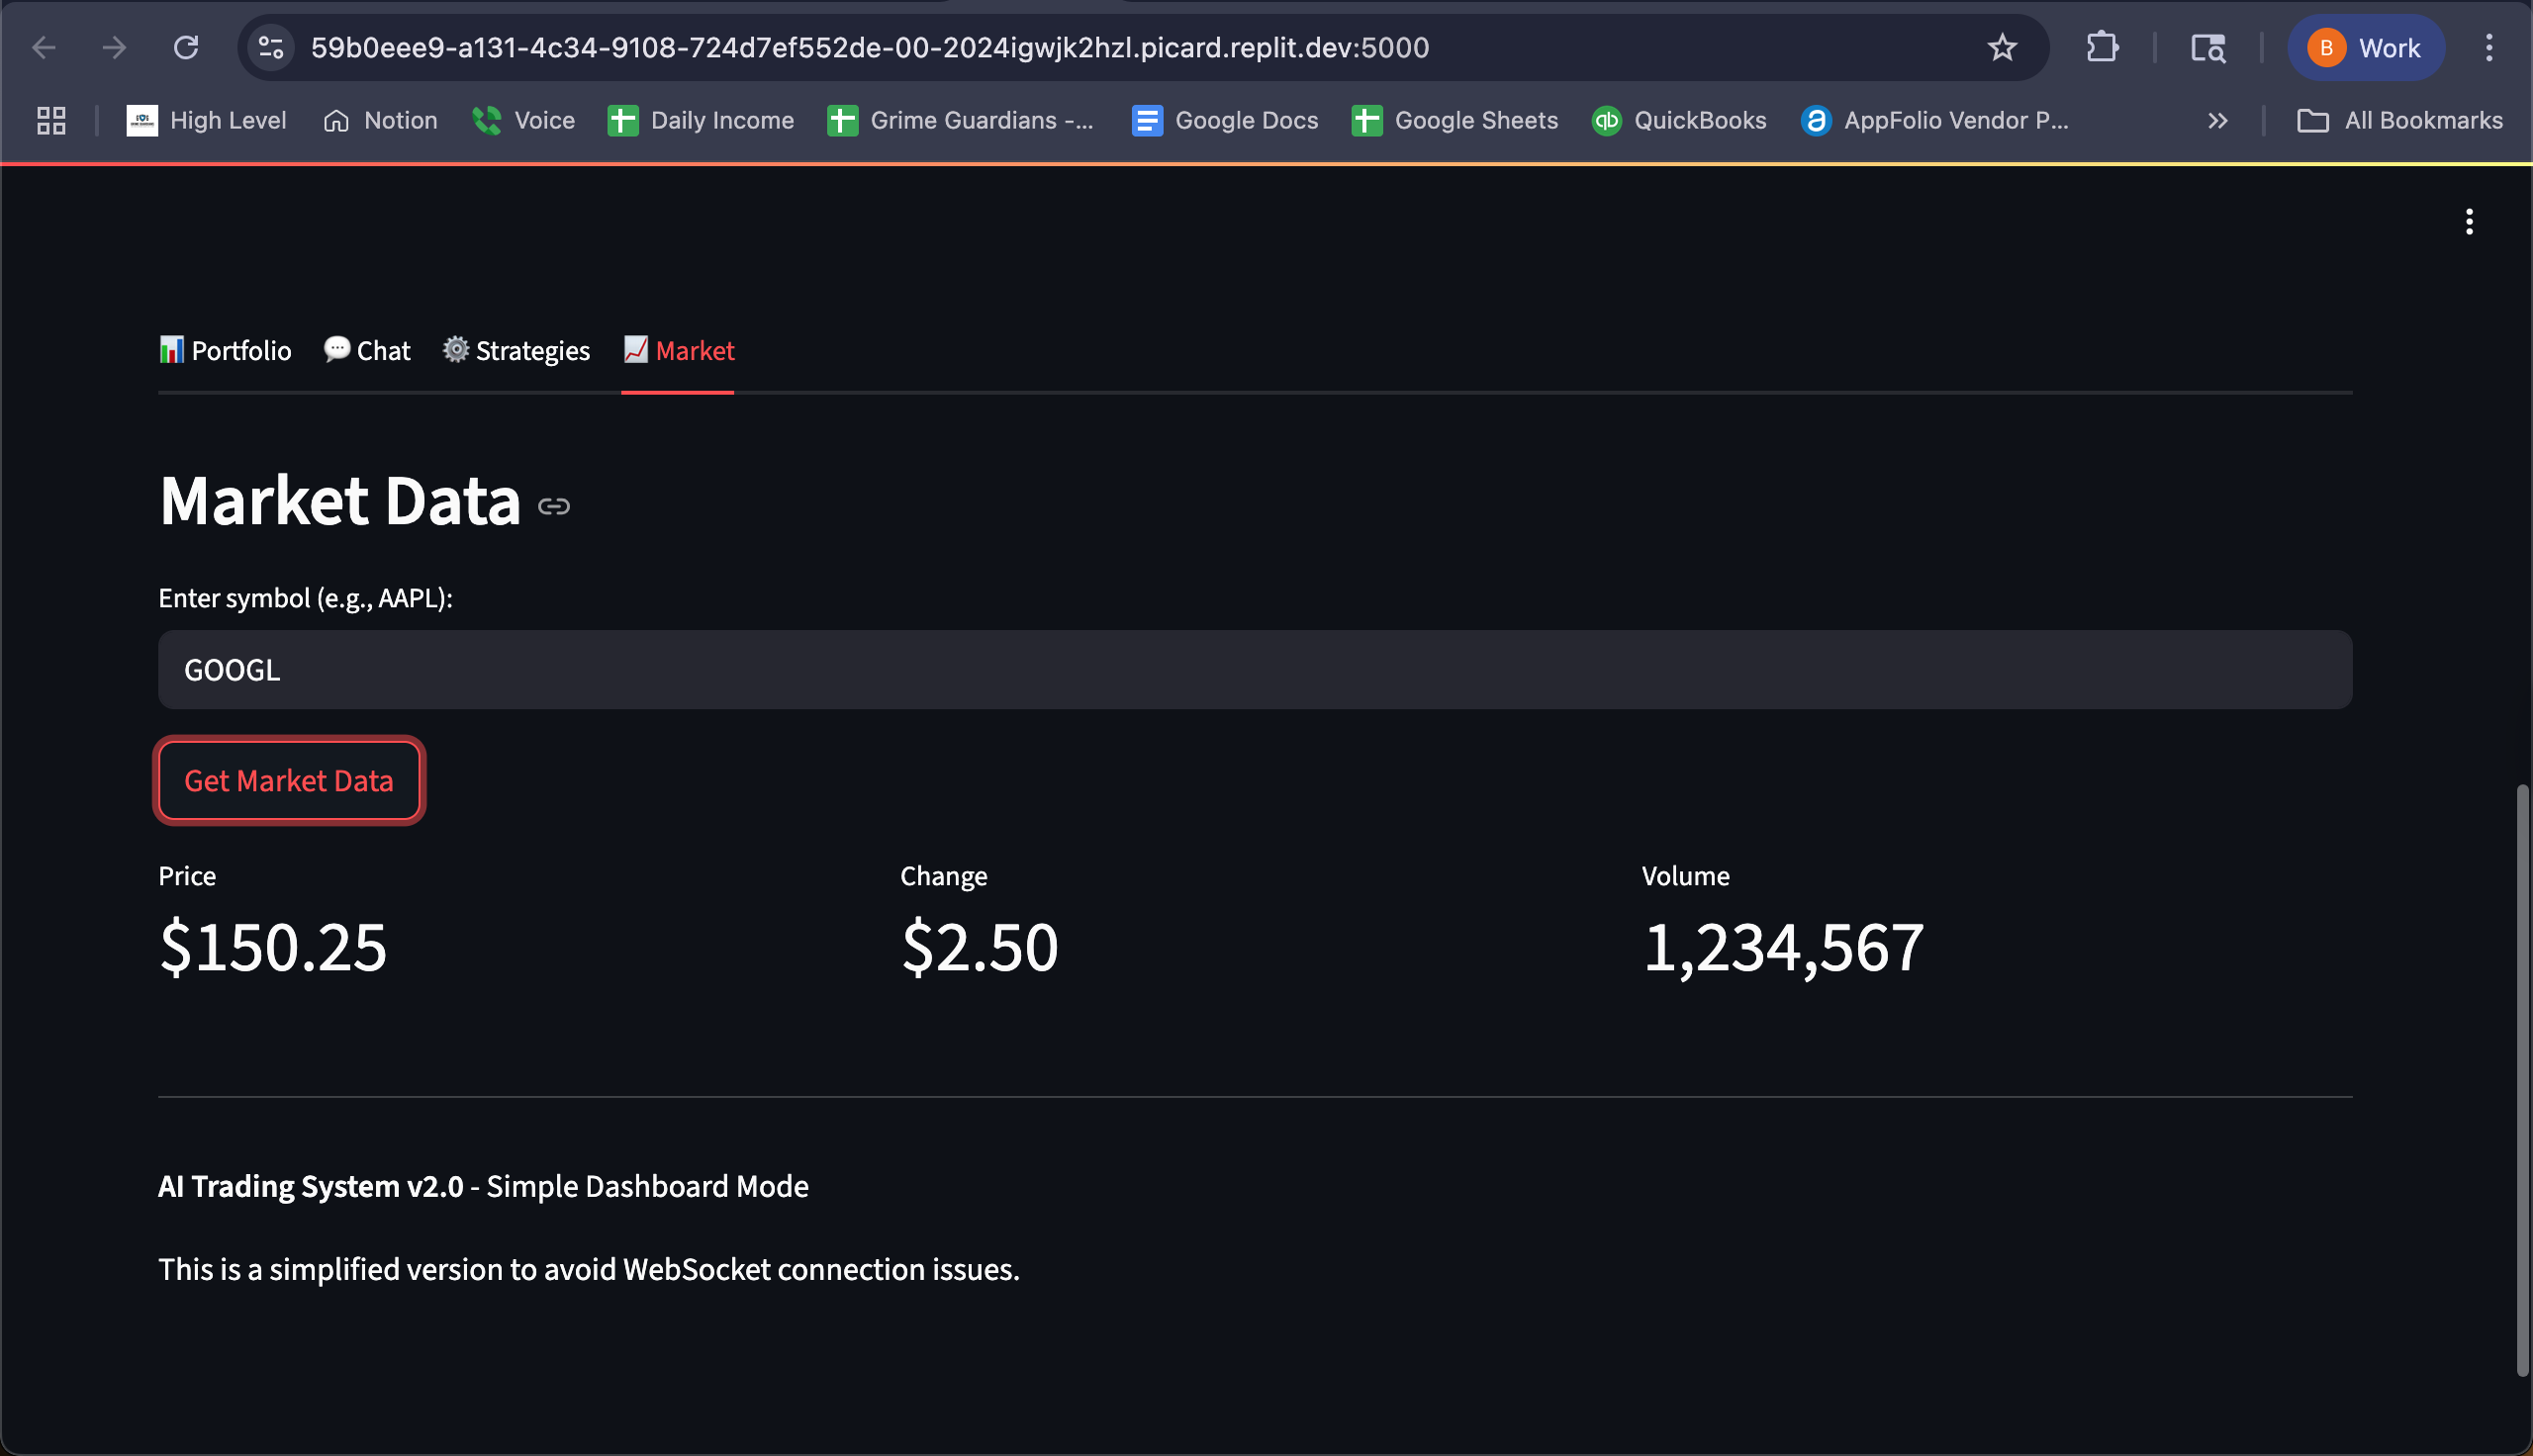 59b0eee9-a131-4c34-9108-724d7ef552de-00-2024igwjk2hzl.picard.replit.dev:5000
B Work
High Level Notion Voice Daily Income Grime Guardians -... Google Docs Google Sheets QuickBooks AppFolio Vendor P... All Bookmarks
Portfolio Chat Strategies Market
Market Data
Enter symbol (e.g., AAPL):
GOOGL
Get Market Data
Price Change Volume
$150.25 $2.50 1,234,567
AI Trading System v2.0 - Simple Dashboard Mode
This is a simplified version to avoid WebSocket connection issues.